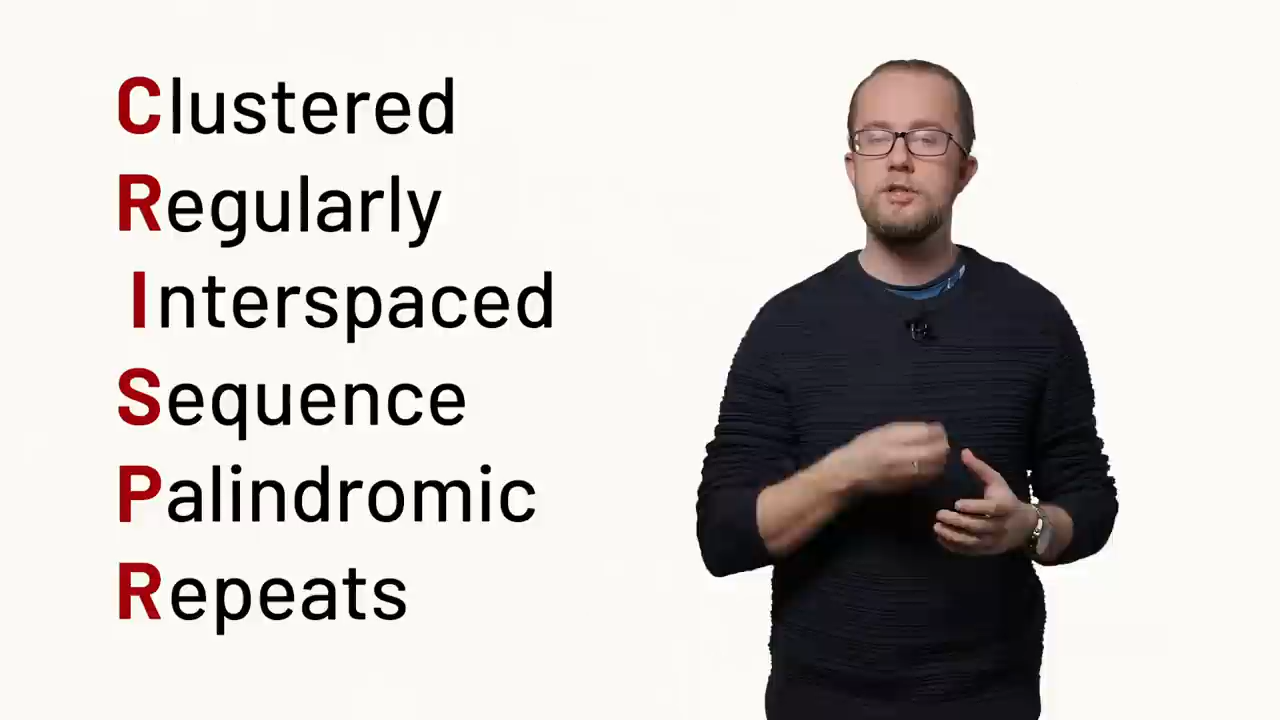 Clustered
Regularly
Interspaced
Sequence
Palindromic
Repeats